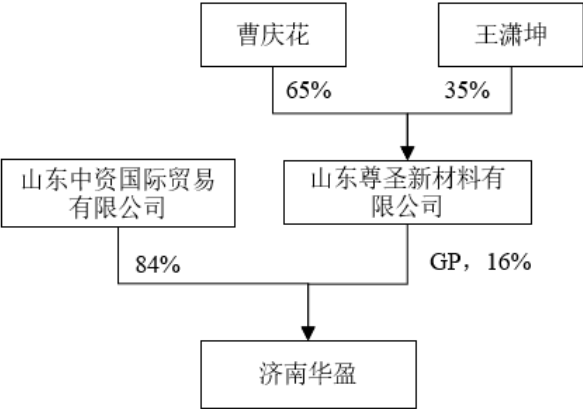 曹庆花
王潇坤
65%
35%
山东中资国际贸易
有限公司
山东尊圣新材料有
限公司
84%
GP，16%
济南华盈